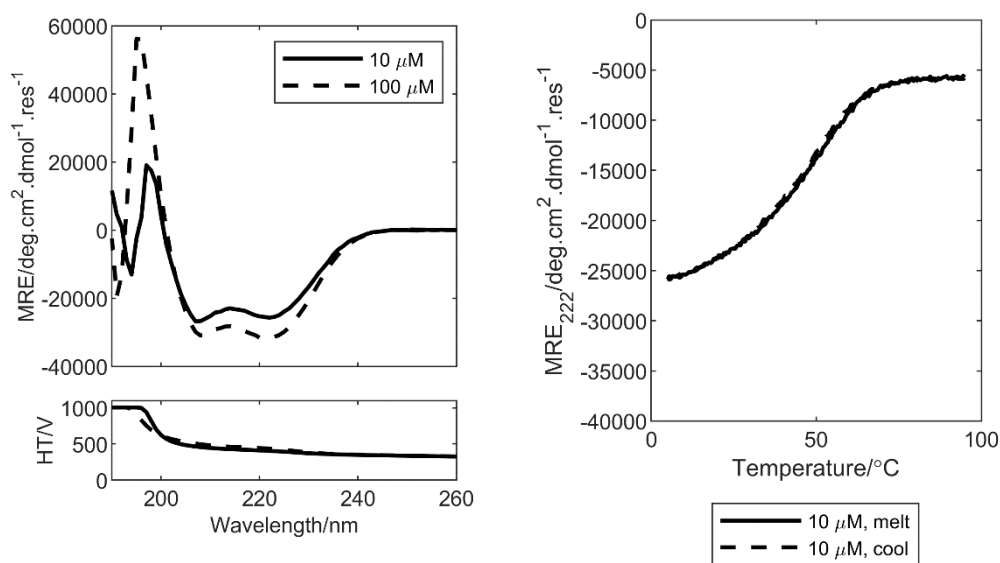 60000
40000
20000
0
-20000
-40000
MRE/deg.cm².dmol⁻¹.res⁻¹
10 μM
100 μM
1000
500
0
HT/V
200 220 240 260
Wavelength/nm
0
-5000
-10000
-15000
-20000
-25000
-30000
-35000
-40000
MRE₂₂₂/deg.cm².dmol⁻¹.res⁻¹
0 50 100
Temperature/°C
10 μM, melt
10 μM, cool